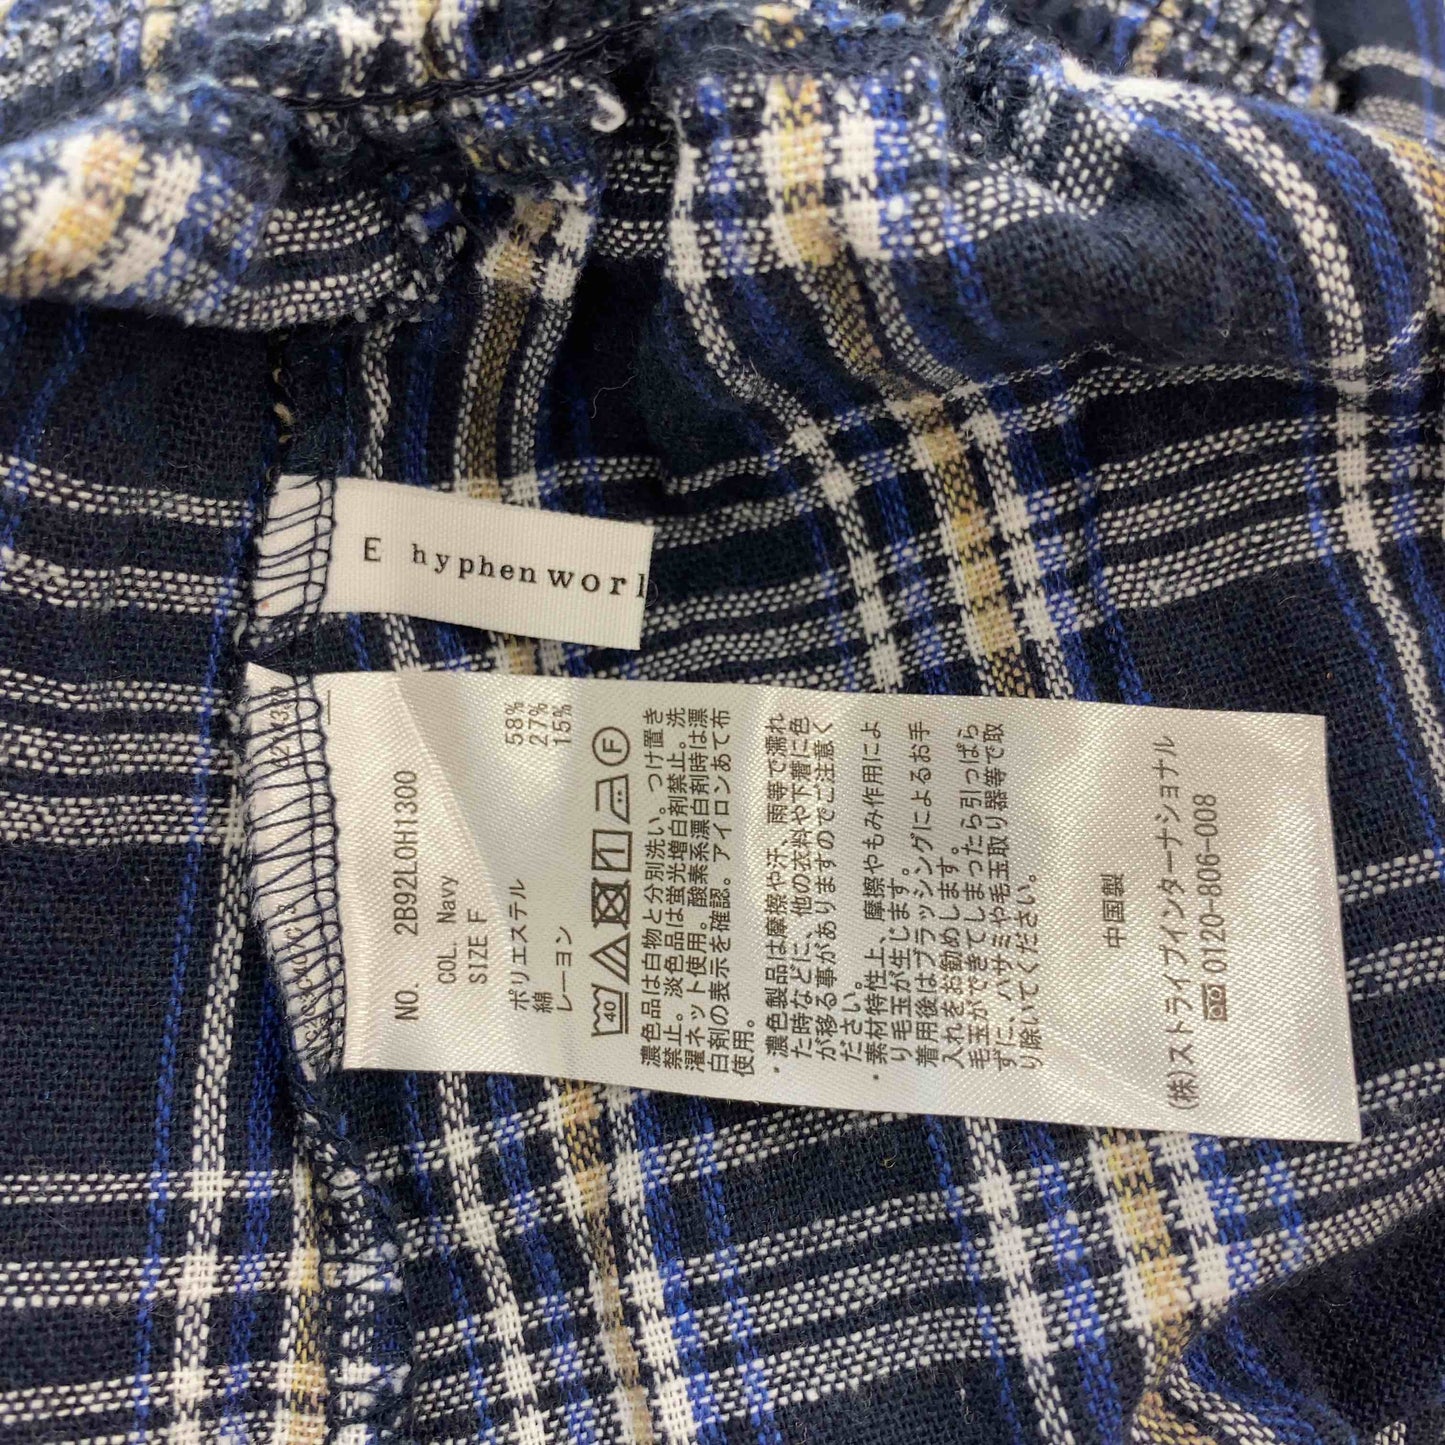 E hyphen worl
NO. 2B92L0H1300
COL. Navy
SIZE F
ポリエステル 58%
綿 27%
レーヨン 15%
40
F
濃色品は白物と分別洗い。つけ置き
禁止。淡色品は蛍光増白剤禁止。洗
濯ネット使用。酸素系漂白剤時は漂
白剤の表示を確認。アイロンあて布
使用。
・濃色製品は摩擦や汗、雨等で濡れ
た時などに、他の衣料や下着に色
が移る事がありますのでご注意く
ださい。
・素材特性上、摩擦やもみ作用によ
り毛玉が生じます。
着用後はブラッシングによるお手
入れをお勧めします。
毛玉ができてしまったら引っぱら
ずに、ハサミや毛玉取り器等で取
り除いてください。
中国製
(株)ストライプインターナショナル
0120-806-008